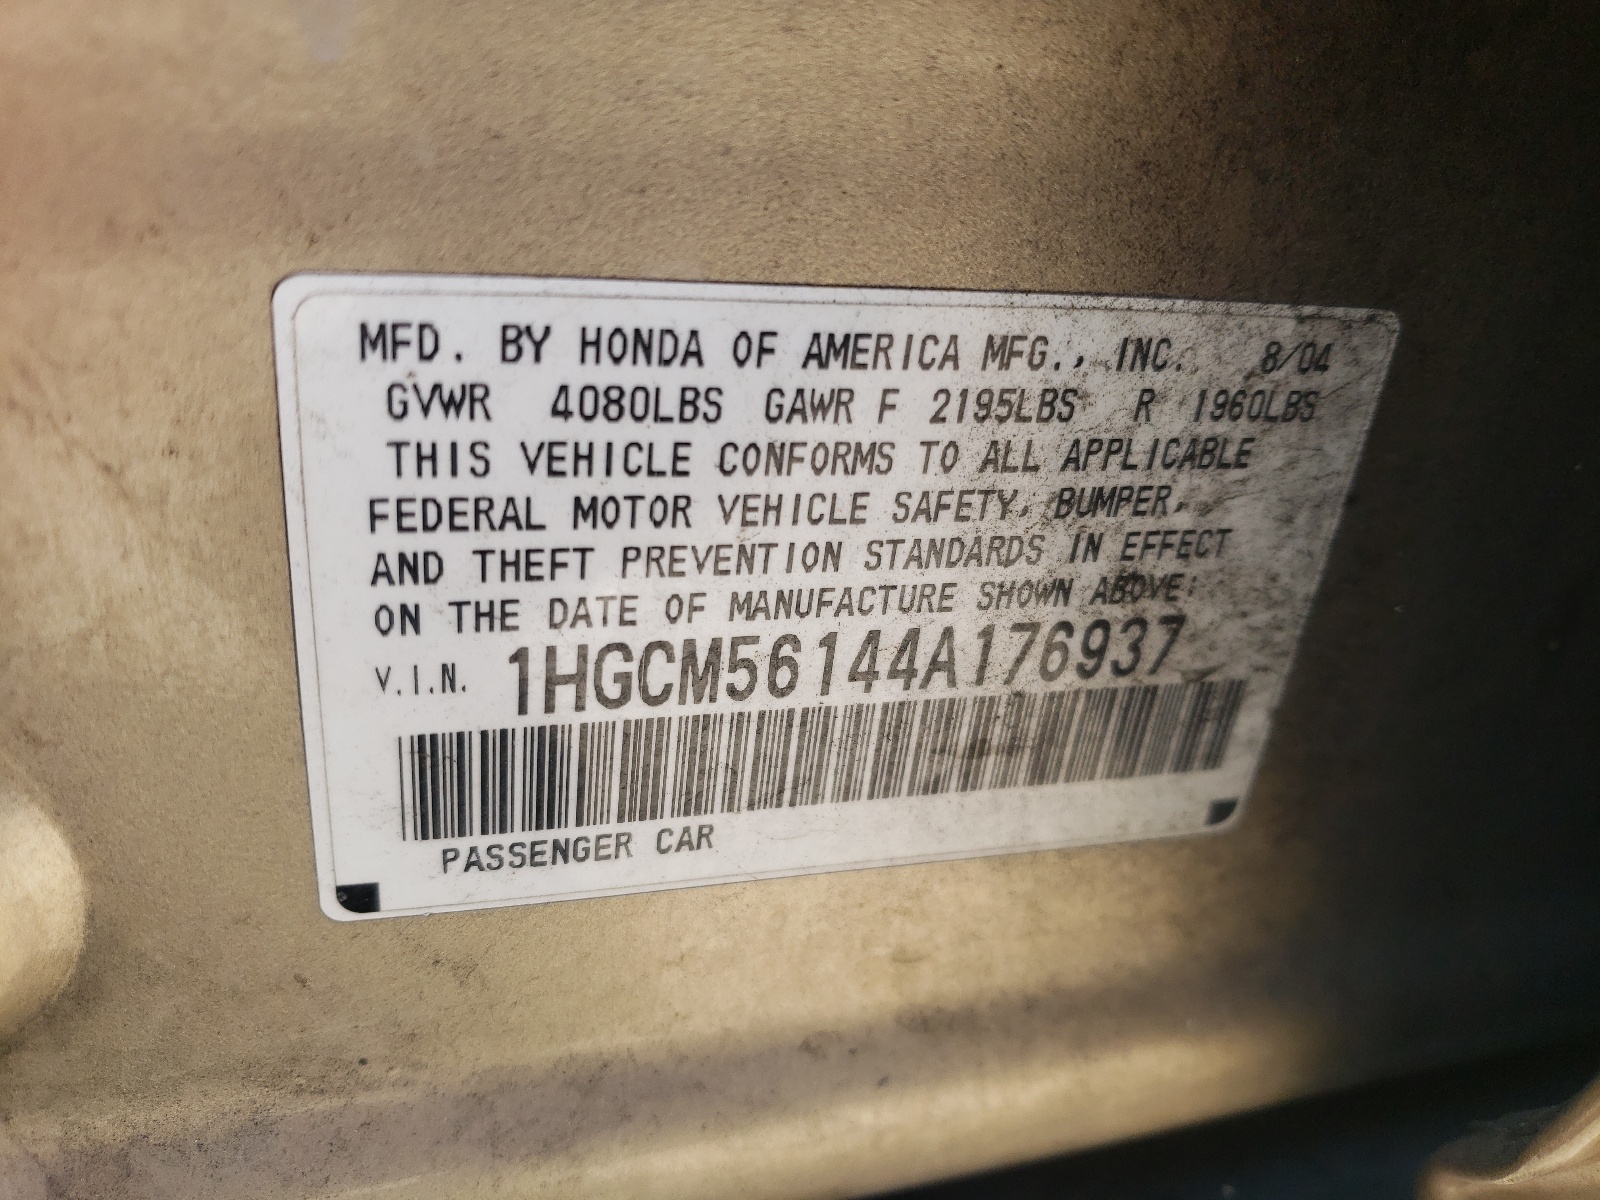 MFD. BY HONDA OF AMERICA MFG., INC. 8/04
GVWR 4080LBS GAWR F 2195LBS R 1960LBS
THIS VEHICLE CONFORMS TO ALL APPLICABLE
FEDERAL MOTOR VEHICLE SAFETY, BUMPER,
AND THEFT PREVENTION STANDARDS IN EFFECT
ON THE DATE OF MANUFACTURE SHOWN ABOVE:
V.I.N. 1HGCM56144A176937
PASSENGER CAR